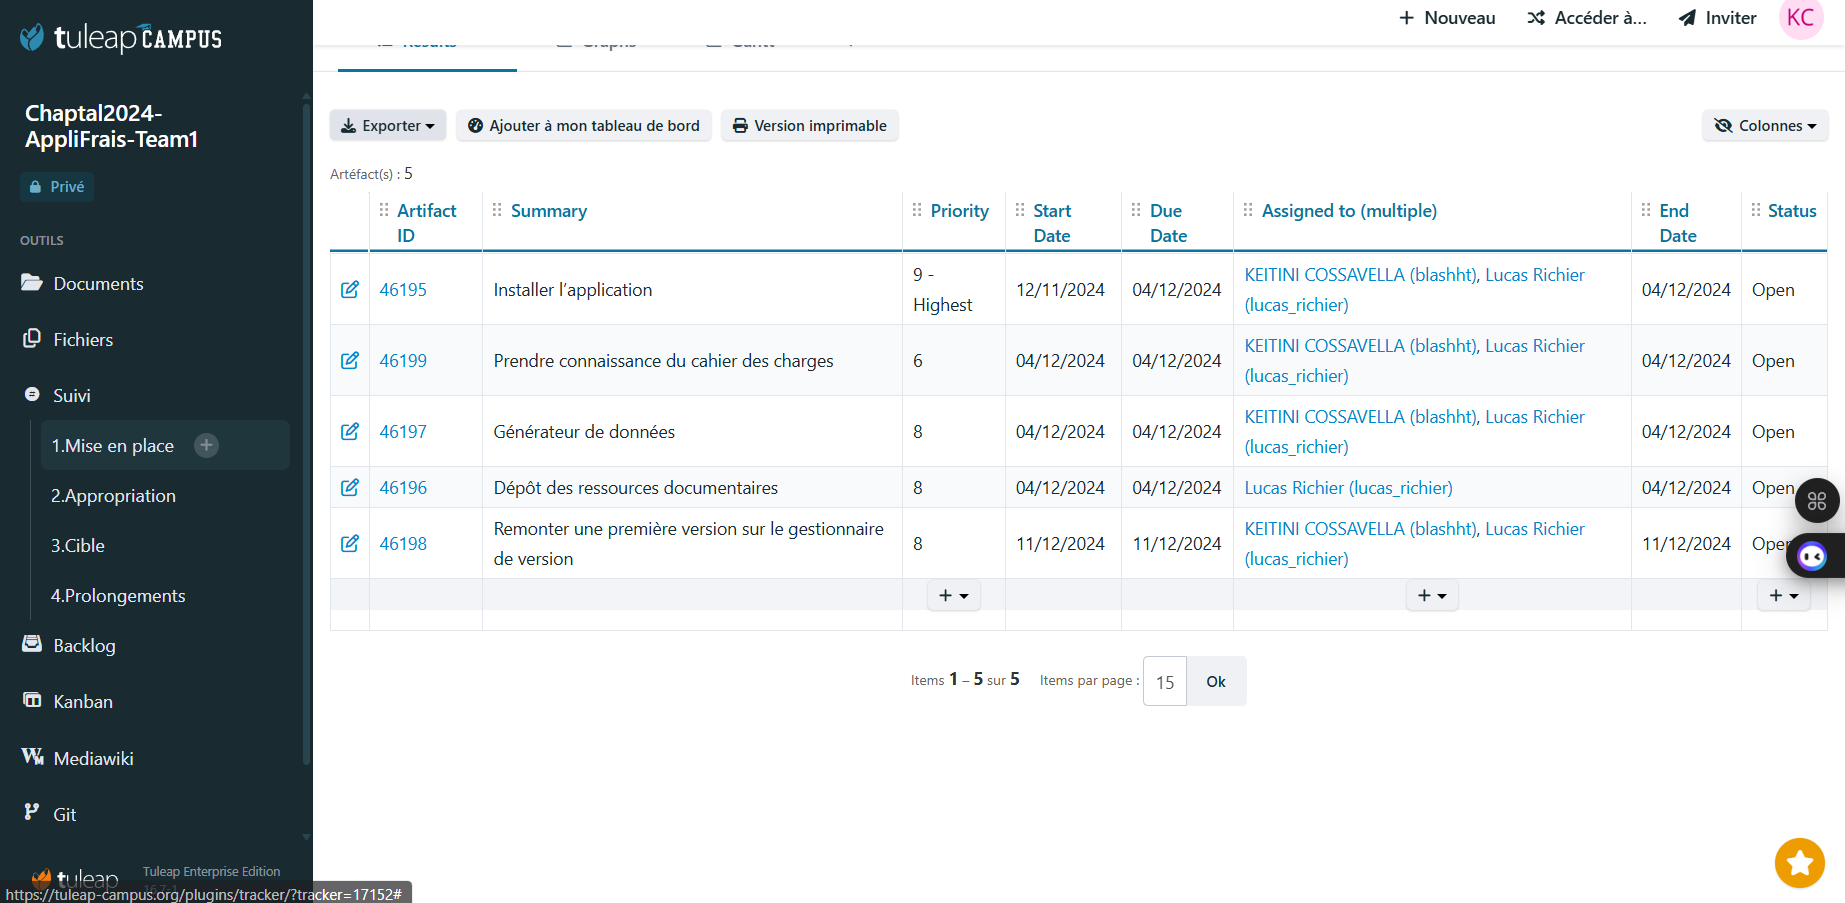 tuleap CAMPUS
Nouveau
Accéder à...
Inviter
KC
Results
Graphs
Gantt
Chaptal2024-
AppliFrais-Team1
Privé
OUTILS
Documents
Fichiers
Suivi
1.Mise en place
2.Appropriation
3.Cible
4.Prolongements
Backlog
Kanban
Mediawiki
Git
tuleap
Tuleap Enterprise Edition
https://tuleap-campus.org/plugins/tracker/?tracker=17152#
Exporter
Ajouter à mon tableau de bord
Version imprimable
Colonnes
Artéfact(s) : 5
Artifact ID Summary Priority Start Date Due Date Assigned to (multiple) End Date Status
46195 Installer l’application 9 - Highest 12/11/2024 04/12/2024 KEITINI COSSAVELLA (blashht), Lucas Richier (lucas_richier) 04/12/2024 Open
46199 Prendre connaissance du cahier des charges 6 04/12/2024 04/12/2024 KEITINI COSSAVELLA (blashht), Lucas Richier (lucas_richier) 04/12/2024 Open
46197 Générateur de données 8 04/12/2024 04/12/2024 KEITINI COSSAVELLA (blashht), Lucas Richier (lucas_richier) 04/12/2024 Open
46196 Dépôt des ressources documentaires 8 04/12/2024 04/12/2024 Lucas Richier (lucas_richier) 04/12/2024 Open
46198 Remonter une première version sur le gestionnaire de version 8 11/12/2024 11/12/2024 KEITINI COSSAVELLA (blashht), Lucas Richier (lucas_richier) 11/12/2024 Open
Items 1 – 5 sur 5 Items par page : 15 Ok